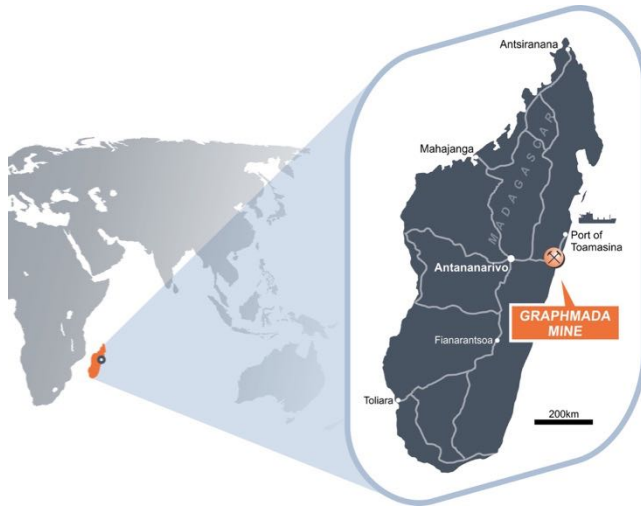 Antsiranana
Mahajanga
MADAGASCAR
Port of
Toamasina
Antananarivo
GRAPHMADA
MINE
Fianarantsoa
Toliara
200km